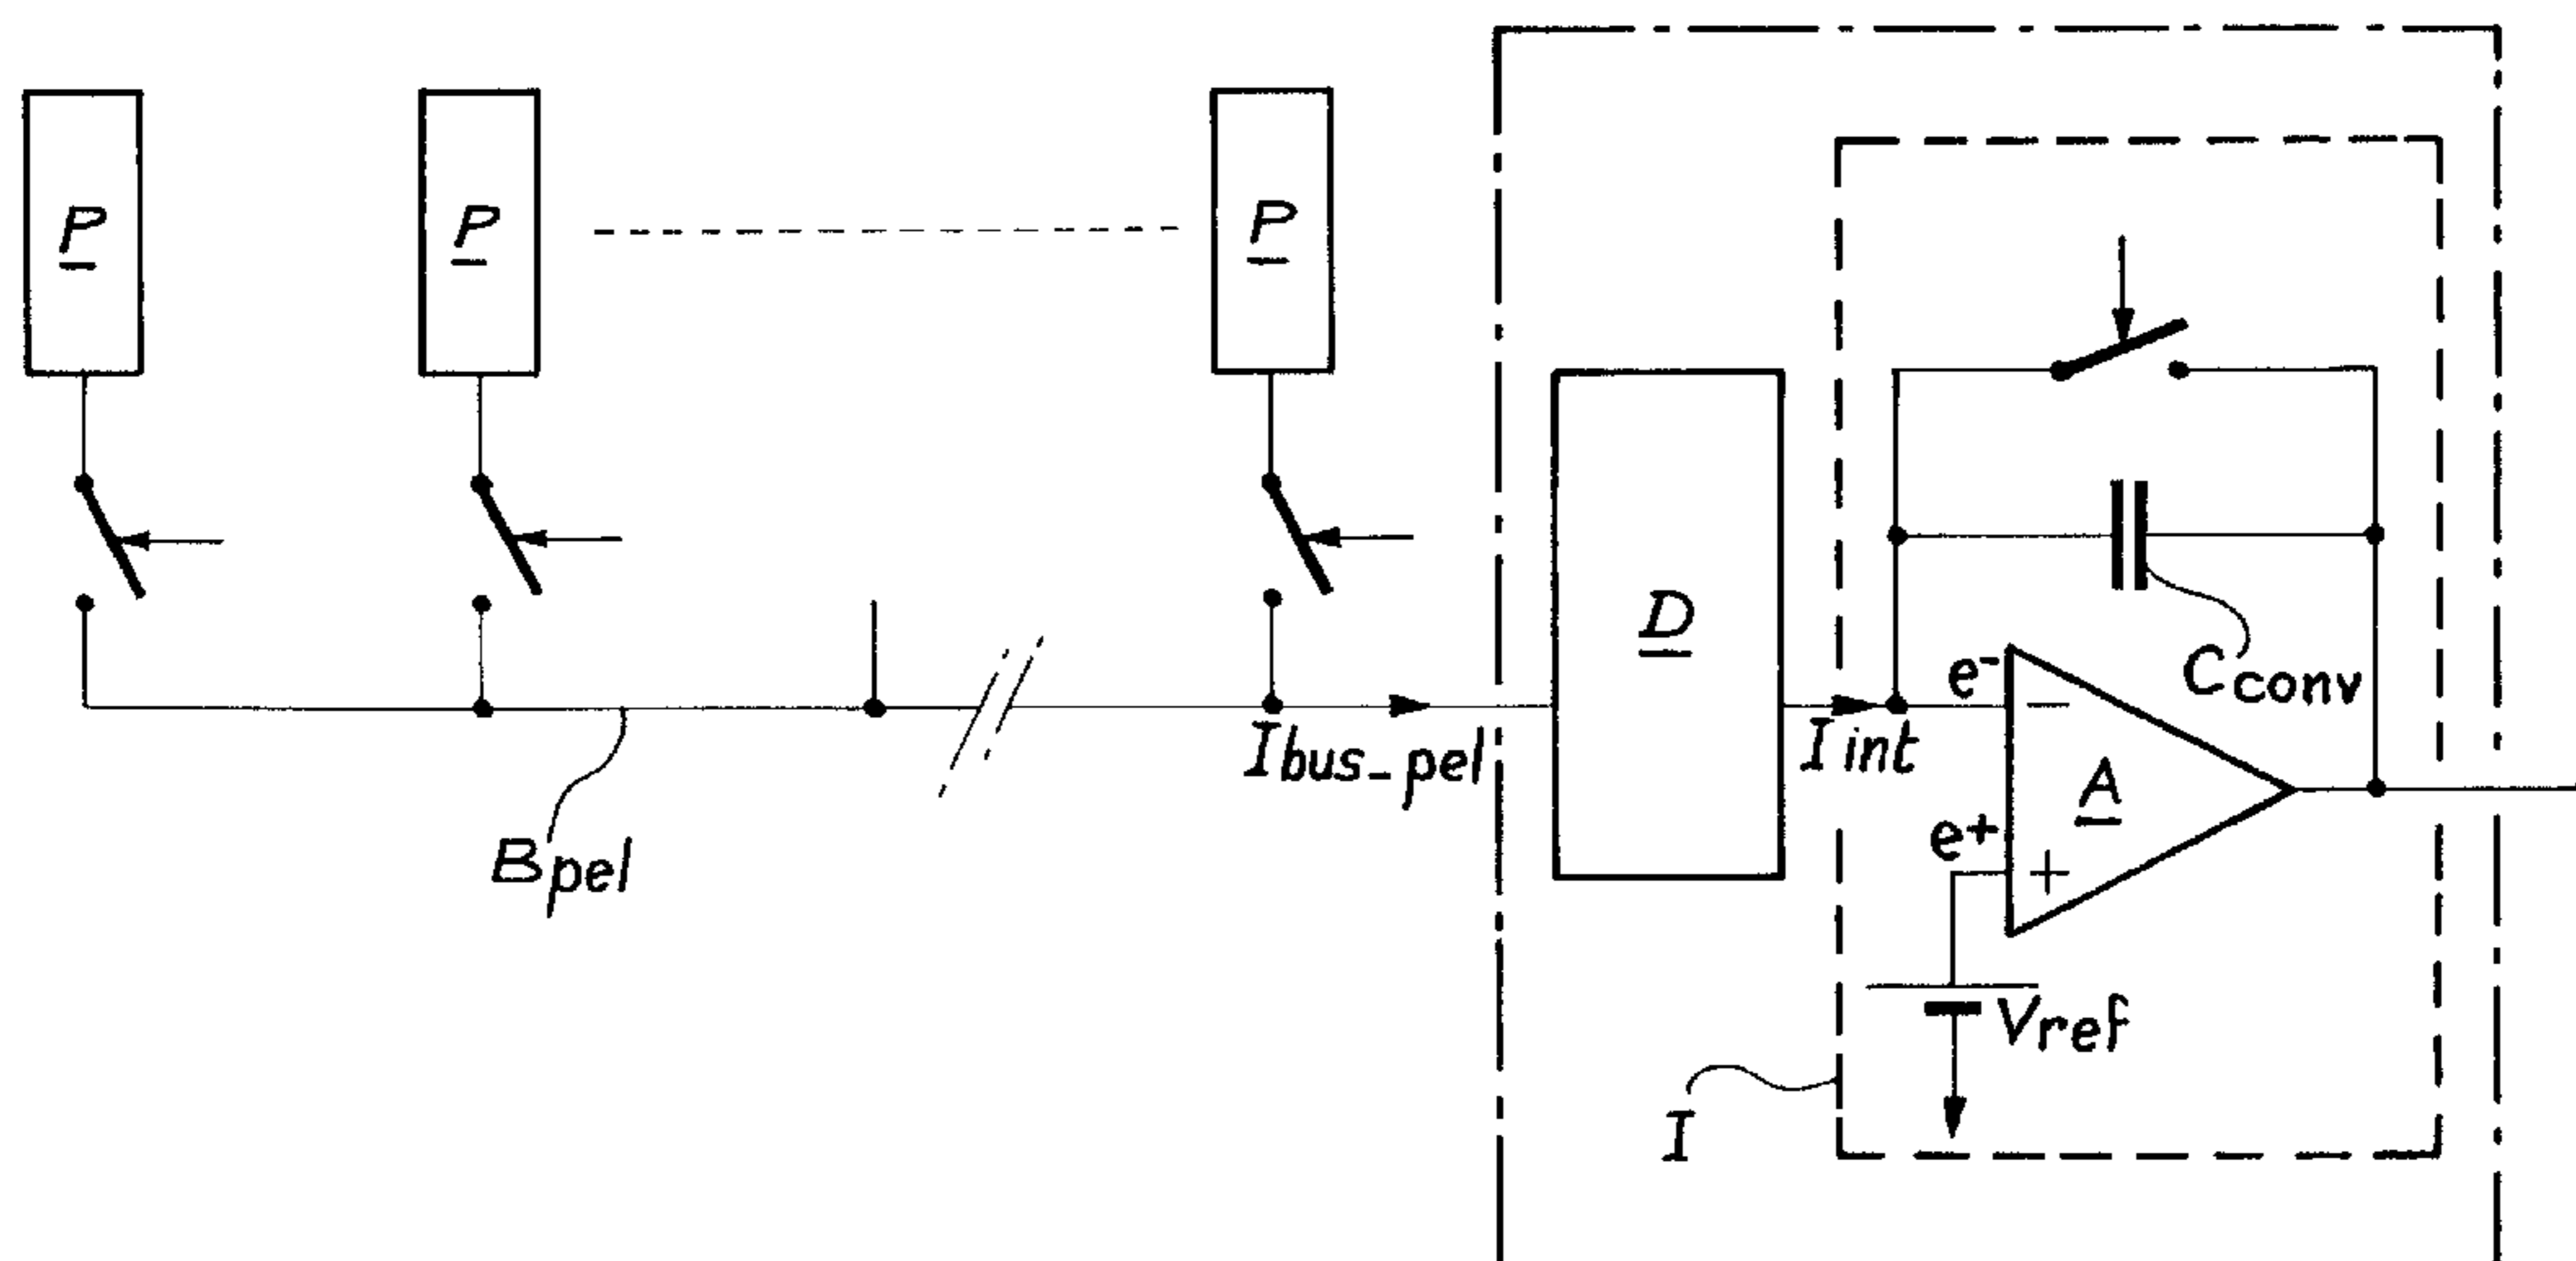 P
P
P
D
Cconv
e-
Ibus_pel
Iint
A
e+
Bpel
Vref
I